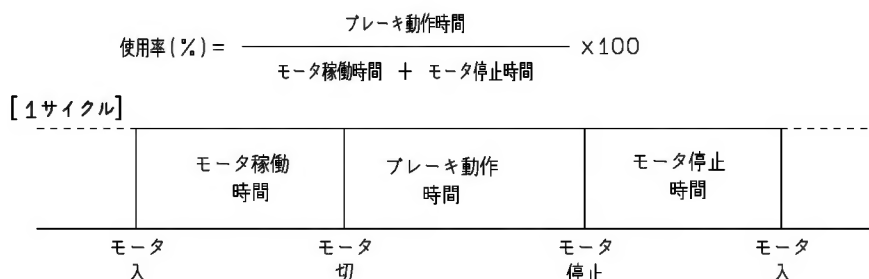 ブレーキ動作時間
使用率(%)= ×100
モータ稼働時間 + モータ停止時間
[1サイクル]
モータ稼働
時間
ブレーキ動作
時間
モータ停止
時間
モータ
入
モータ
切
モータ
停止
モータ
入